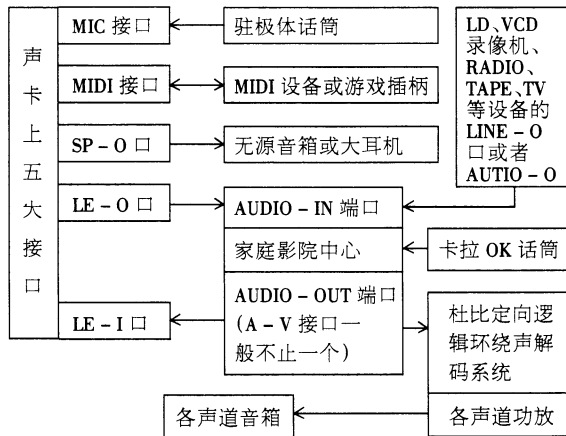 声卡上五大接口
MIC 接口
驻极体话筒
MIDI 接口
MIDI 设备或游戏插柄
SP－O 口
无源音箱或大耳机
LE－O 口
LE－I 口
AUDIO－IN 端口
家庭影院中心
AUDIO－OUT 端口
(A－V 接口一
般不止一个)
LD、VCD
录像机、
RADIO、
TAPE、TV
等设备的
LINE－O
口或者
AUTIO－O
卡拉 OK 话筒
杜比定向逻
辑环绕声解
码系统
各声道功放
各声道音箱